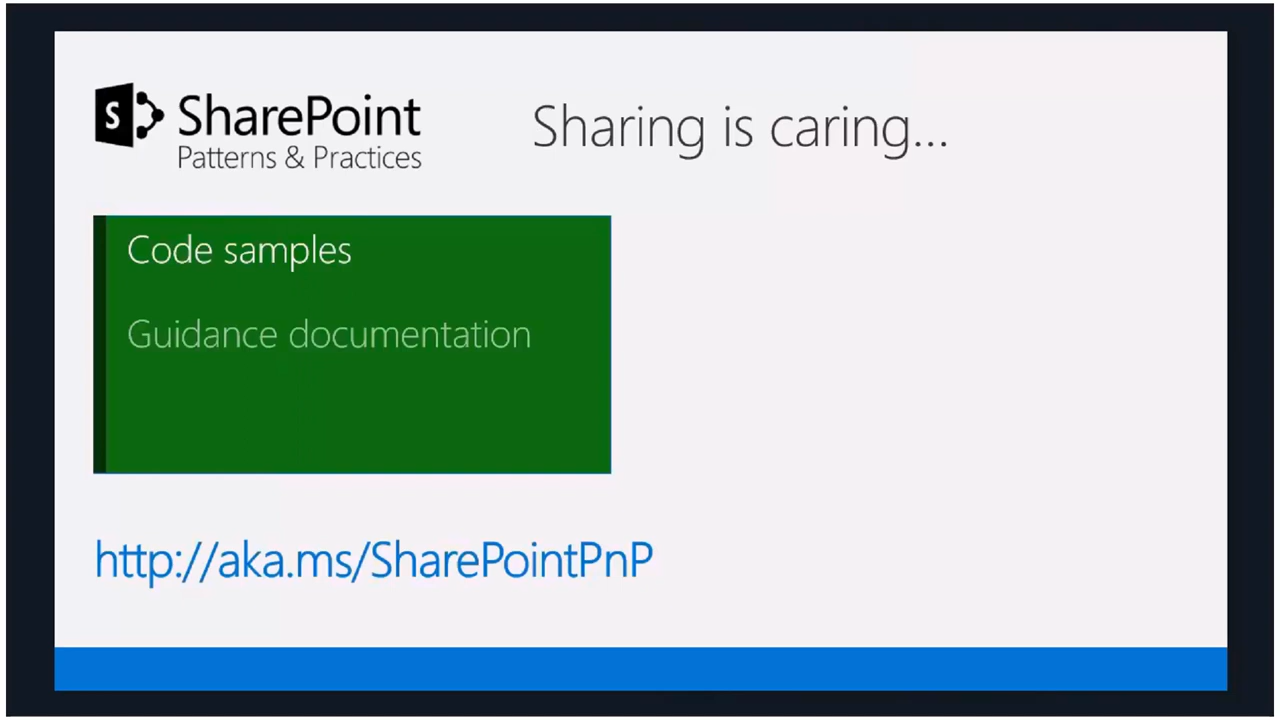 SharePoint
Patterns & Practices
Sharing is caring...
Code samples
Guidance documentation
http://aka.ms/SharePointPnP